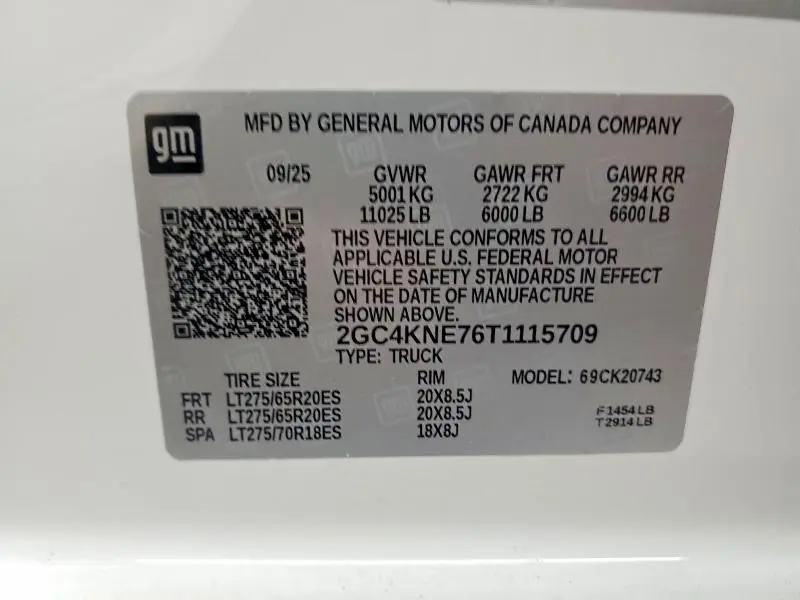 gm
MFD BY GENERAL MOTORS OF CANADA COMPANY
09/25 GVWR GAWR FRT GAWR RR
5001 KG 2722 KG 2994 KG
11025 LB 6000 LB 6600 LB
THIS VEHICLE CONFORMS TO ALL
APPLICABLE U.S. FEDERAL MOTOR
VEHICLE SAFETY STANDARDS IN EFFECT
ON THE DATE OF MANUFACTURE
SHOWN ABOVE.
2GC4KNE76T1115709
TYPE: TRUCK
TIRE SIZE RIM MODEL: 69CK20743
FRT LT275/65R20ES 20X8.5J
RR LT275/65R20ES 20X8.5J
SPA LT275/70R18ES 18X8J
F1454 LB
T2914 LB